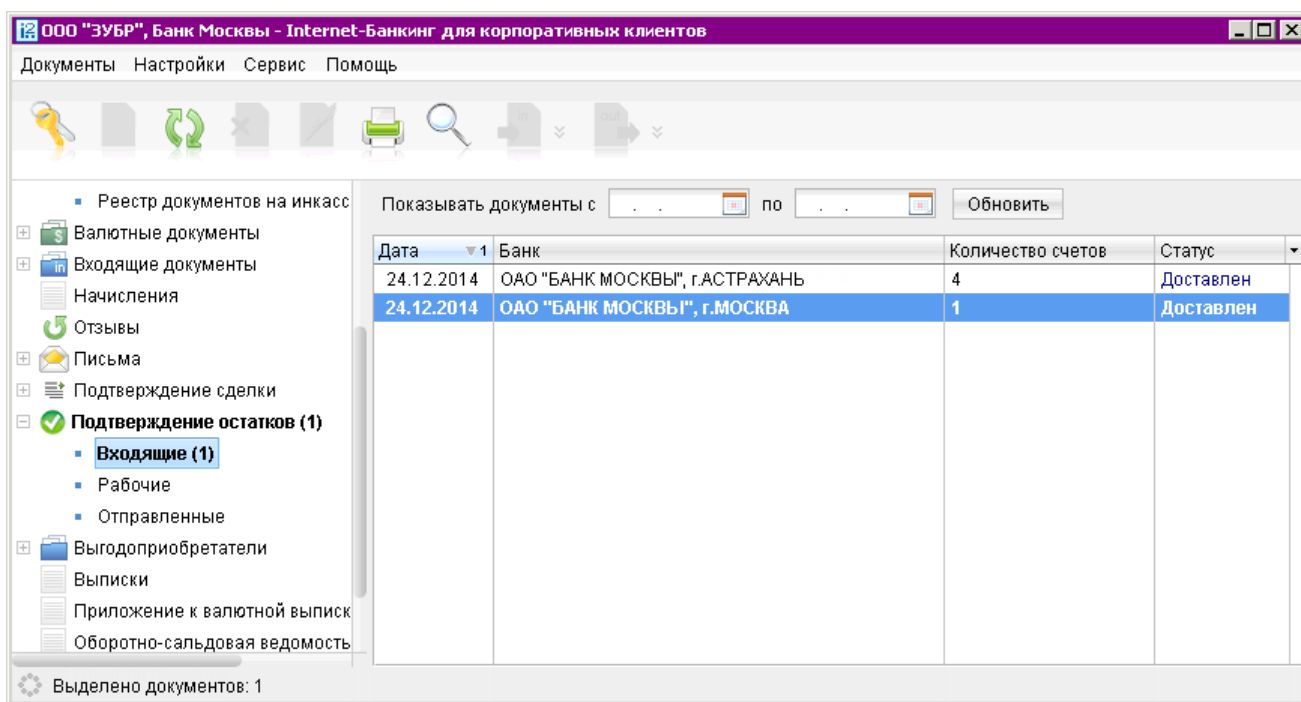 ООО "ЗУБР", Банк Москвы - Internet-Банкинг для корпоративных клиентов
Документы Настройки Сервис Помощь
in out
Реестр документов на инкасс
Валютные документы
Входящие документы
Начисления
Отзывы
Письма
Подтверждение сделки
Подтверждение остатков (1)
Входящие (1)
Рабочие
Отправленные
Выгодоприобретатели
Выписки
Приложение к валютной выписк
Оборотно-сальдовая ведомость
Показывать документы с . . по . . Обновить
Дата 1 Банк Количество счетов Статус
24.12.2014 ОАО "БАНК МОСКВЫ", г.АСТРАХАНЬ 4 Доставлен
24.12.2014 ОАО "БАНК МОСКВЫ", г.МОСКВА 1 Доставлен
Выделено документов: 1